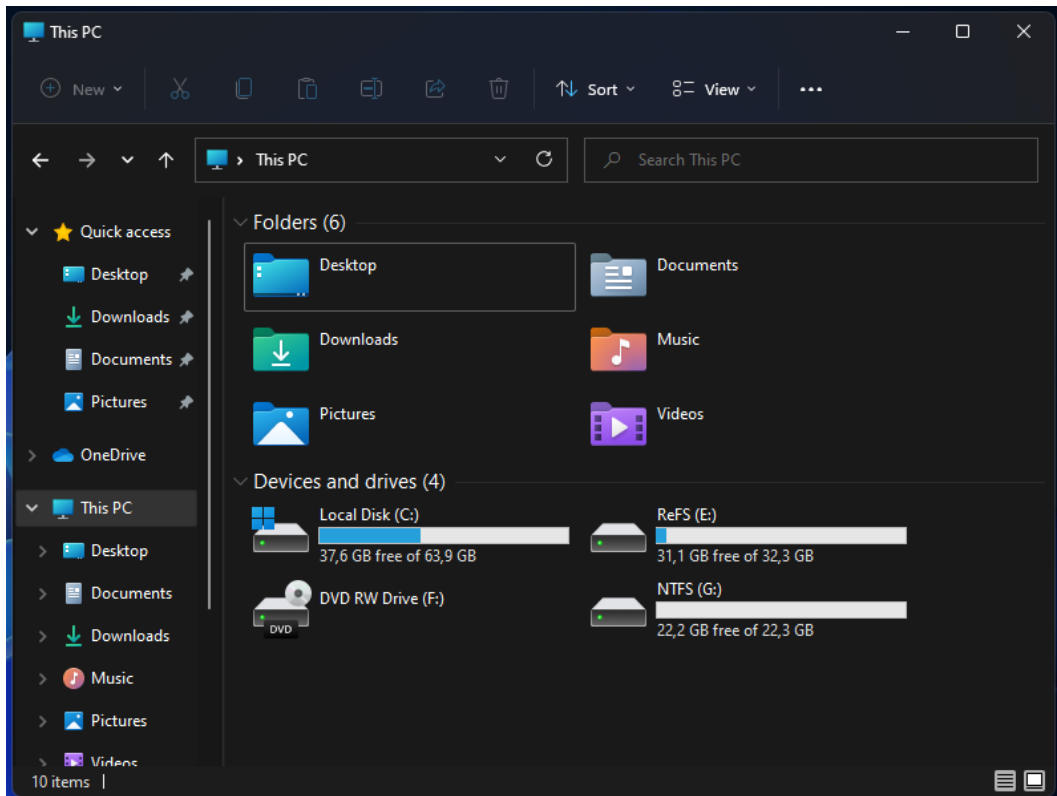 This PC
New
Sort
View
This PC
Search This PC
Quick access
Desktop
Downloads
Documents
Pictures
OneDrive
This PC
Desktop
Documents
Downloads
Music
Pictures
Videos
Folders (6)
Desktop
Documents
Downloads
Music
Pictures
Videos
Devices and drives (4)
Local Disk (C:)
37,6 GB free of 63,9 GB
ReFS (E:)
31,1 GB free of 32,3 GB
DVD RW Drive (F:)
DVD
NTFS (G:)
22,2 GB free of 22,3 GB
10 items